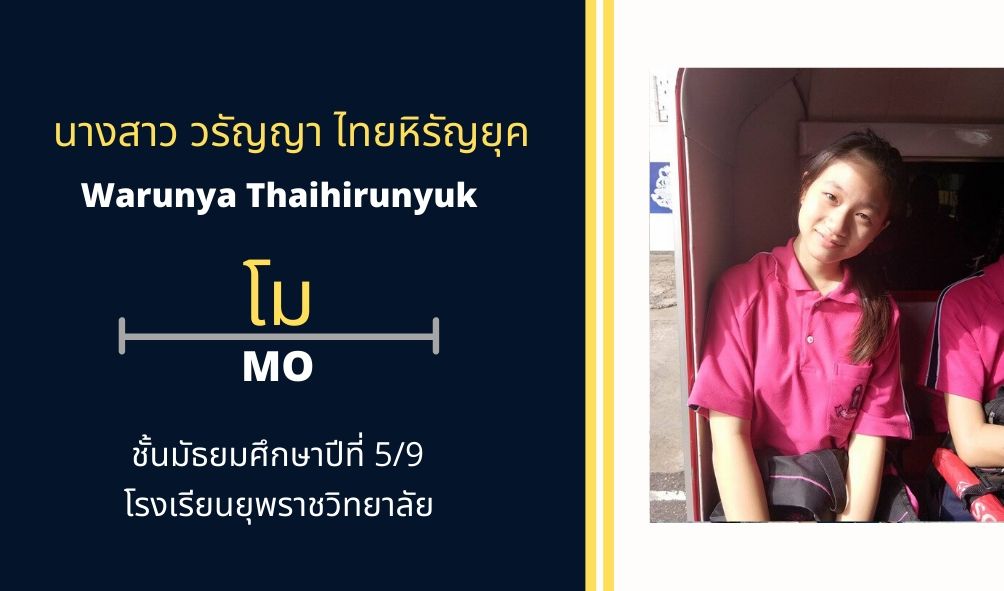 นางสาว วรัญญา ไทยหิรัญยุค
Warunya Thaihirunyuk
โม
MO
ชั้นมัธยมศึกษาปีที่ 5/9
โรงเรียนยุพราชวิทยาลัย